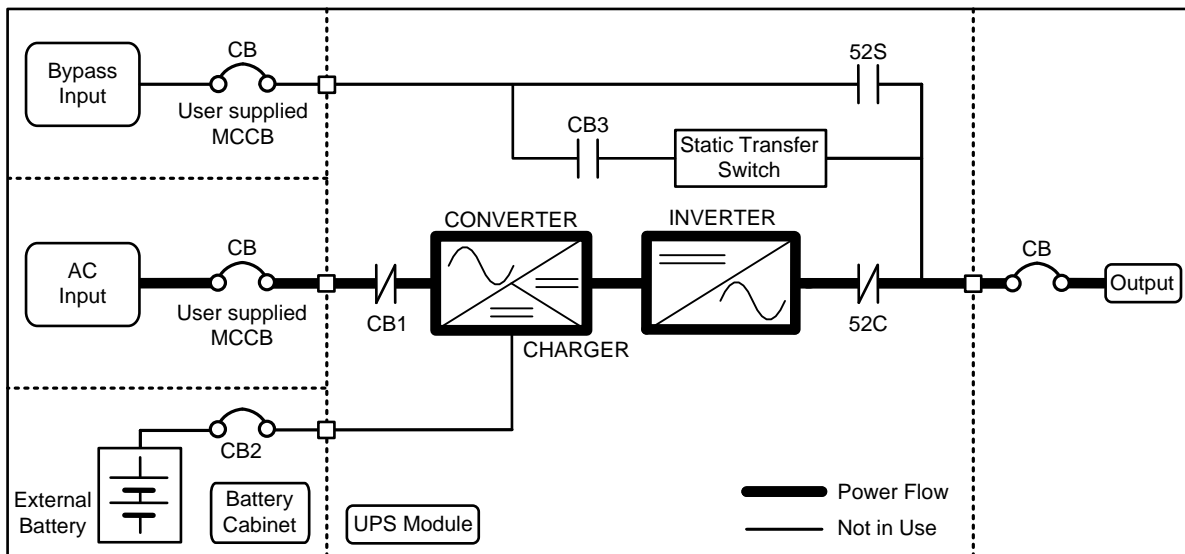 Bypass
Input
CB
User supplied
MCCB
52S
CB3
Static Transfer
Switch
AC
Input
CB
User supplied
MCCB
CB1
CONVERTER
CHARGER
INVERTER
52C
CB
Output
External
Battery
CB2
Battery
Cabinet
UPS Module
Power Flow
Not in Use